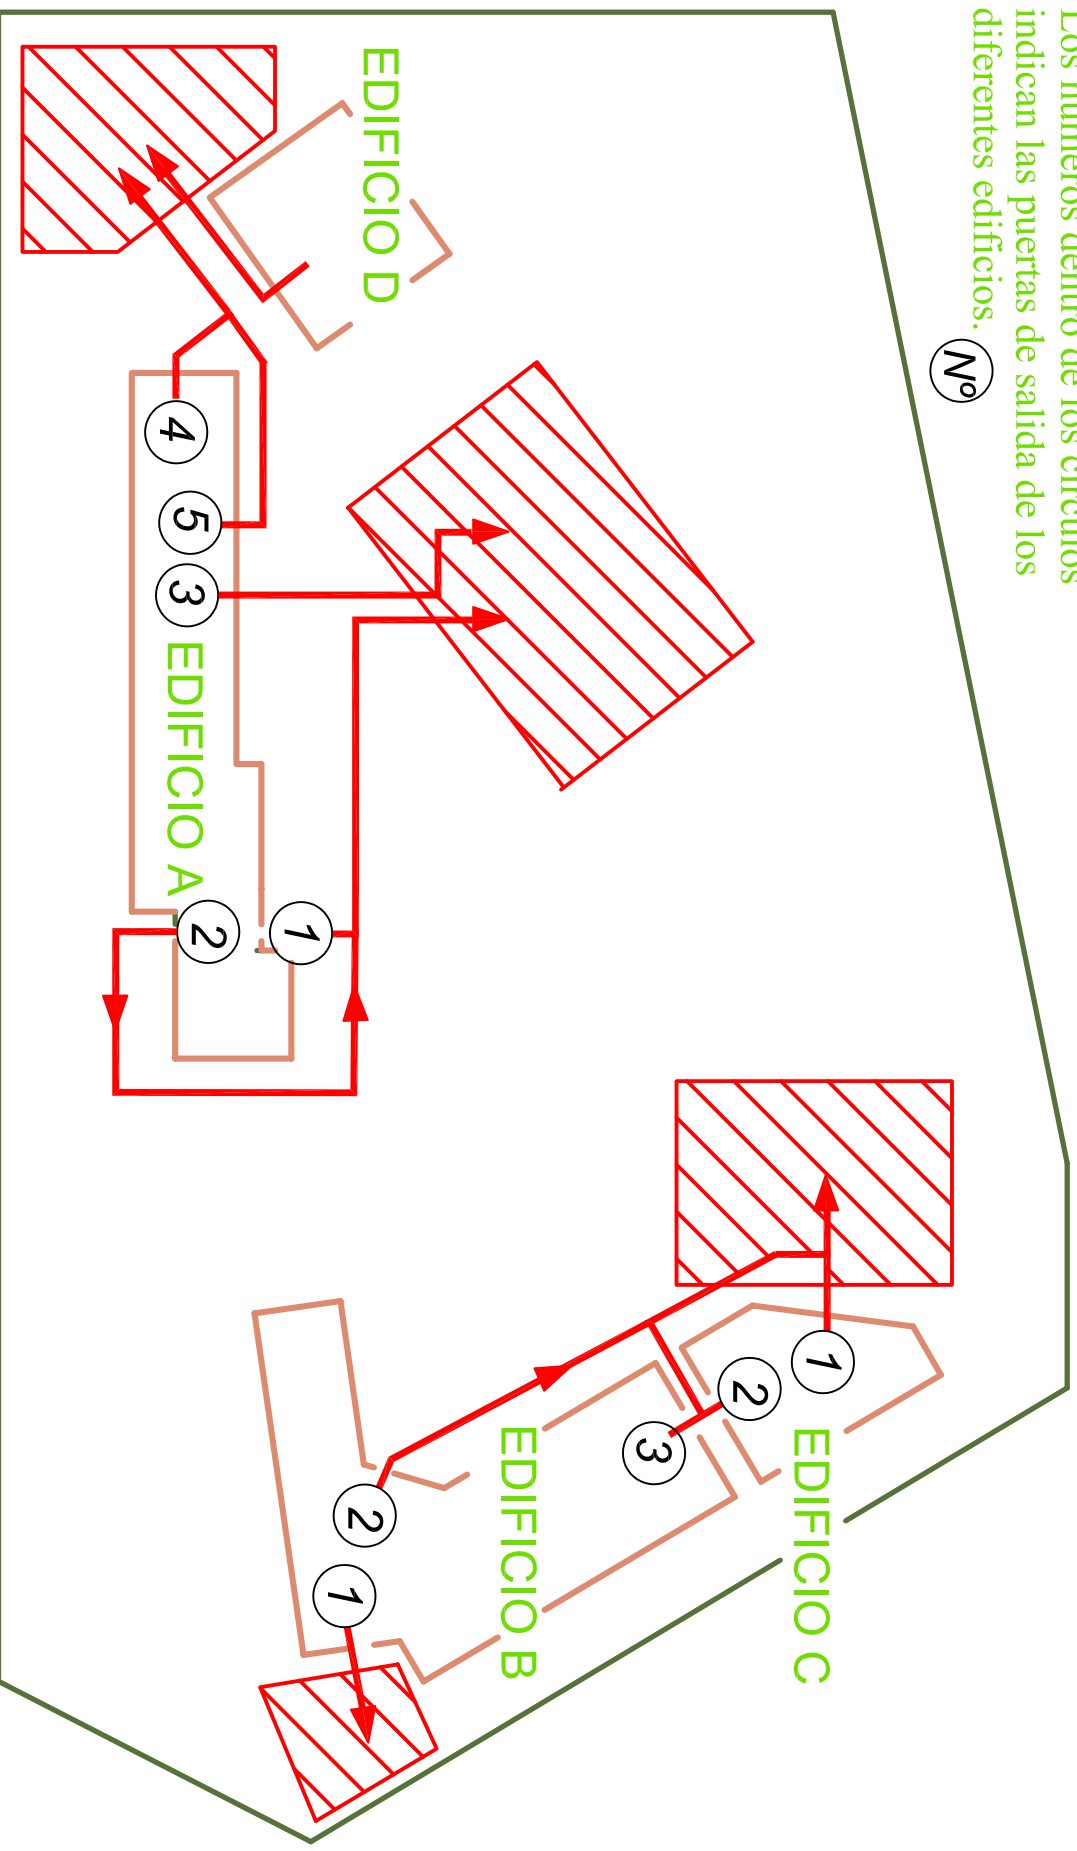 Los números dentro de los círculos
indican las puertas de salida de los
diferentes edificios.
Nº
EDIFICIO D
4
5
3
EDIFICIO A
2
1
1
2
3
EDIFICIO C
EDIFICIO B
2
1